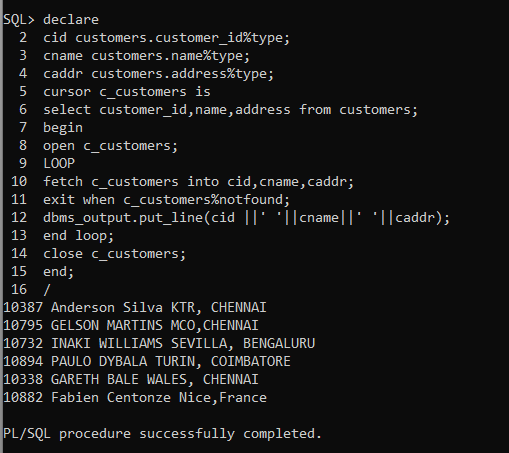 SQL> declare
2 cid customers.customer_id%type;
3 cname customers.name%type;
4 caddr customers.address%type;
5 cursor c_customers is
6 select customer_id,name,address from customers;
7 begin
8 open c_customers;
9 LOOP
10 fetch c_customers into cid,cname,caddr;
11 exit when c_customers%notfound;
12 dbms_output.put_line(cid ||' '||cname||' '||caddr);
13 end loop;
14 close c_customers;
15 end;
16 /
10387 Anderson Silva KTR, CHENNAI
10795 GELSON MARTINS MCO,CHENNAI
10732 INAKI WILLIAMS SEVILLA, BENGALURU
10894 PAULO DYBALA TURIN, COIMBATORE
10338 GARETH BALE WALES, CHENNAI
10882 Fabien Centonze Nice,France
PL/SQL procedure successfully completed.